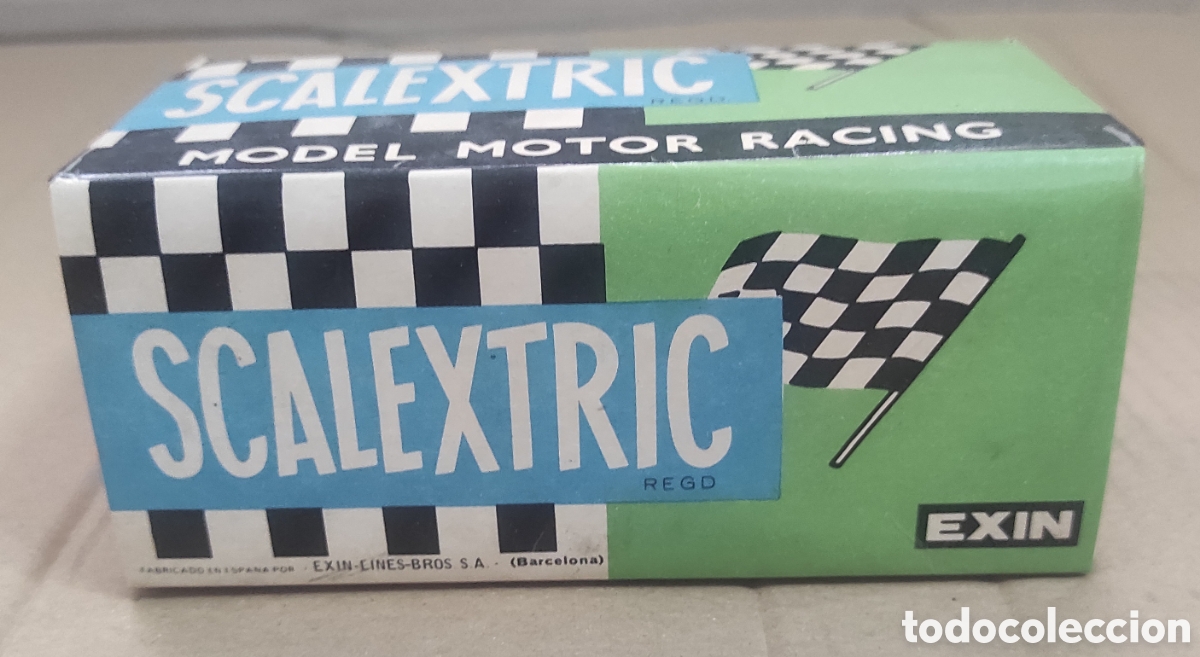 SCALEXTRIC
REGD.
MODEL MOTOR RACING
SCALEXTRIC
REGD
EXIN
FABRICADO EN ESPAÑA POR EXIN-LINES-BROS S.A. - (Barcelona)
todocoleccion